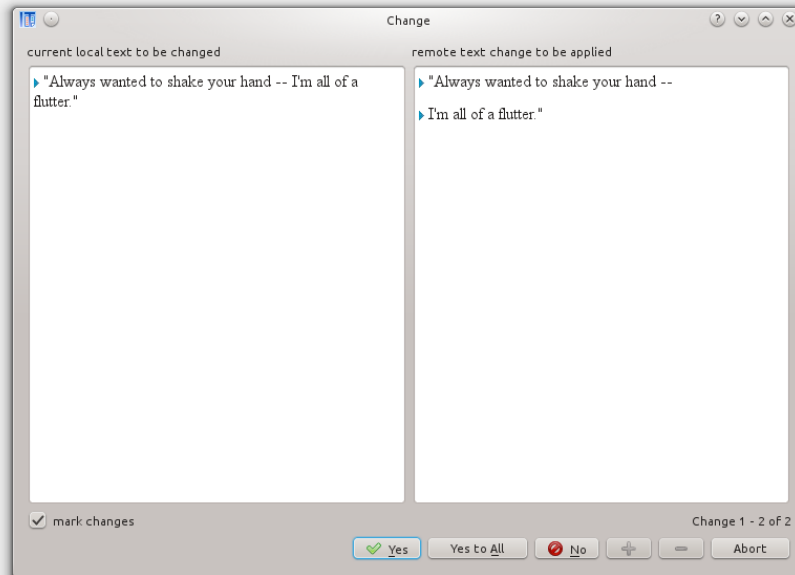 Change
current local text to be changed
remote text change to be applied
"Always wanted to shake your hand -- I'm all of a
flutter."
"Always wanted to shake your hand --
I'm all of a flutter."
mark changes
Change 1 - 2 of 2
Yes
Yes to All
No
Abort